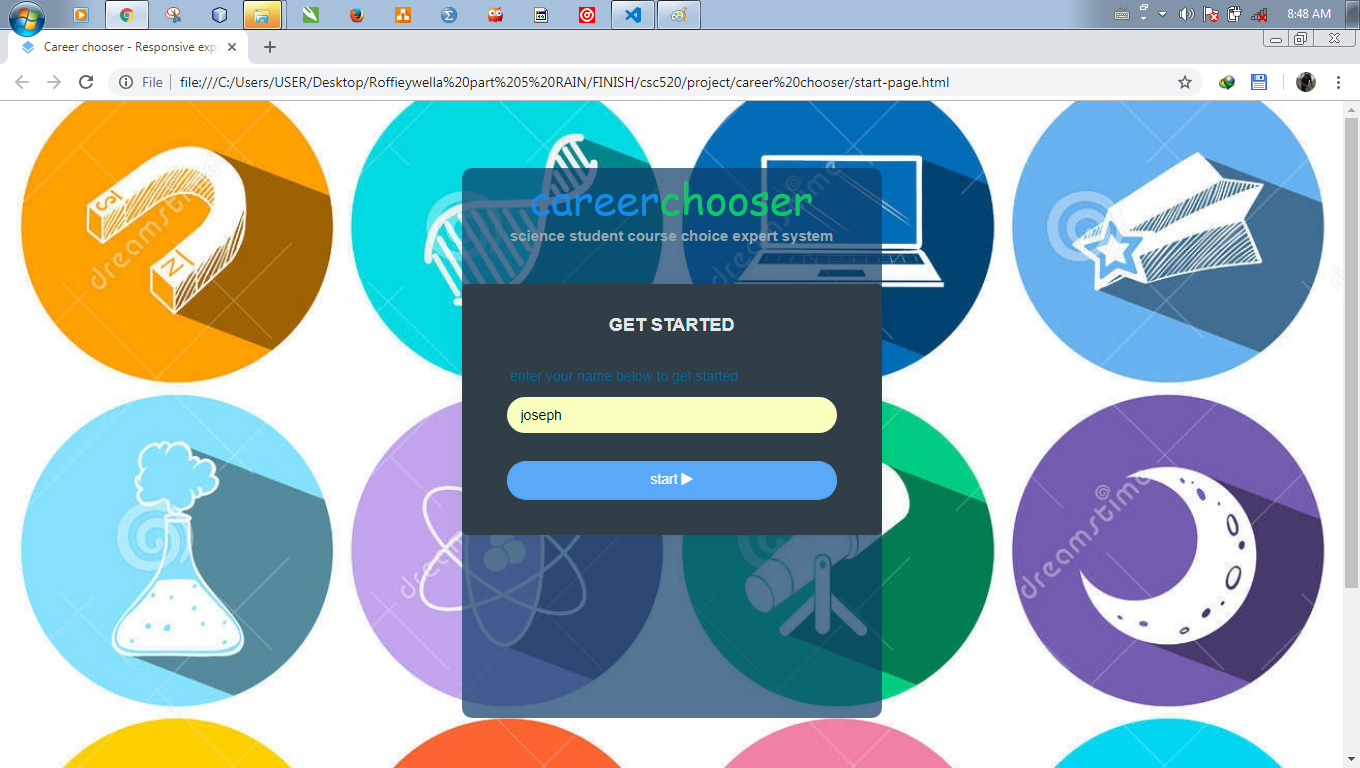 8:48 AM
Career chooser - Responsive exp
File
file:///C:/Users/USER/Desktop/Roffieywella%20part%205%20RAIN/FINISH/csc520/project/career%20chooser/start-page.html
careerchooser
science student course choice expert system
GET STARTED
enter your name below to get started
joseph
start
S
N
dreamstime
dreamstime
dreamstime
dreamstime